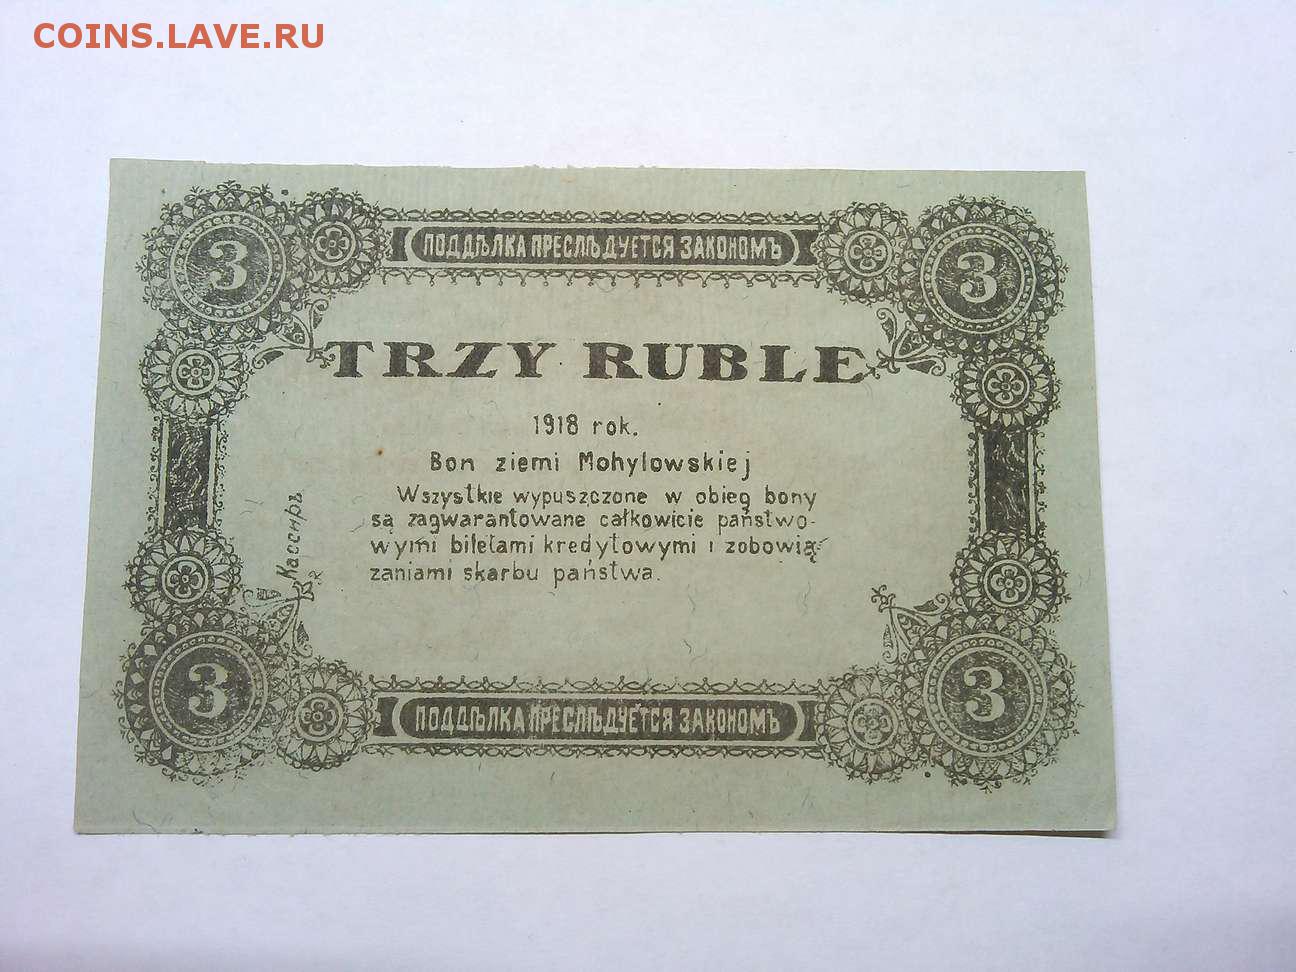 COINS.LAVE.RU
3
ПОДДѢЛКА ПРЕСЛѢДУЕТСЯ ЗАКОНОМЪ
3
TRZY RUBLE
1918 rok.
Bon ziemi Mohylowskiej
Wszystkie wypuszczone w obieg bony
są zagwarantowane całkowicie państwo-
wymi biletami kredytowymi i zobowią-
zaniami skarbu państwa.
Кассиръ
3
ПОДДѢЛКА ПРЕСЛѢДУЕТСЯ ЗАКОНОМЪ
3